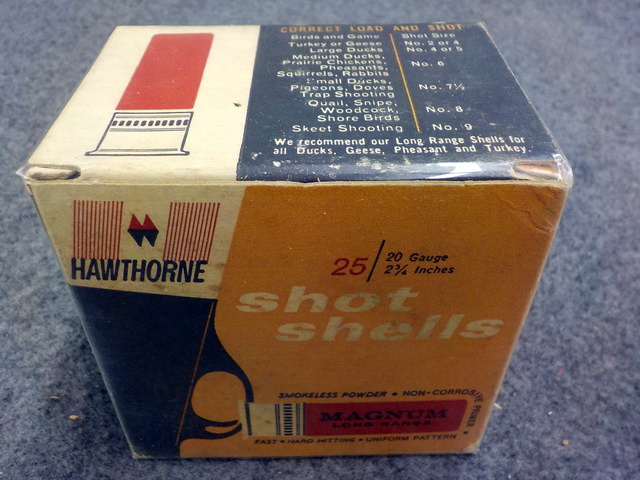 CORRECT LOAD AND SHOT
Birds and Game Shot Size
Turkey or Geese No. 2 or 4
Large Ducks No. 4 or 5
Medium Ducks,
Prairie Chickens, No. 6
Pheasants,
Squirrels, Rabbits
Small Ducks,
Pigeons, Doves No. 7½
Trap Shooting
Quail, Snipe,
Woodcock, No. 8
Shore Birds
Skeet Shooting No. 9
We recommend our Long Range Shells for
all Ducks, Geese, Pheasant and Turkey.
HAWTHORNE
25/20 Gauge
2¾ Inches
shot
shells
SMOKELESS POWDER • NON-CORROSIVE PRIMER •
MAGNUM
LONG RANGE
FAST • HARD HITTING • UNIFORM PATTERN